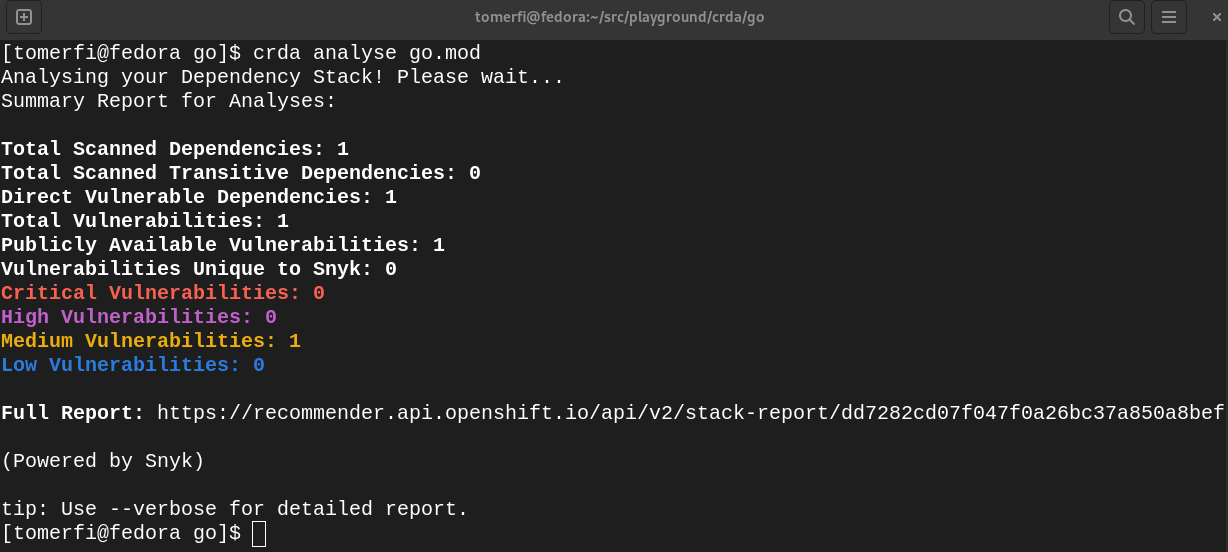 tomerfi@fedora:~/src/playground/crda/go
[tomerfi@fedora go]$ crda analyse go.mod
Analysing your Dependency Stack! Please wait...
Summary Report for Analyses:
Total Scanned Dependencies: 1
Total Scanned Transitive Dependencies: 0
Direct Vulnerable Dependencies: 1
Total Vulnerabilities: 1
Publicly Available Vulnerabilities: 1
Vulnerabilities Unique to Snyk: 0
Critical Vulnerabilities: 0
High Vulnerabilities: 0
Medium Vulnerabilities: 1
Low Vulnerabilities: 0
Full Report: https://recommender.api.openshift.io/api/v2/stack-report/dd7282cd07f047f0a26bc37a850a8bef
(Powered by Snyk)
tip: Use --verbose for detailed report.
[tomerfi@fedora go]$